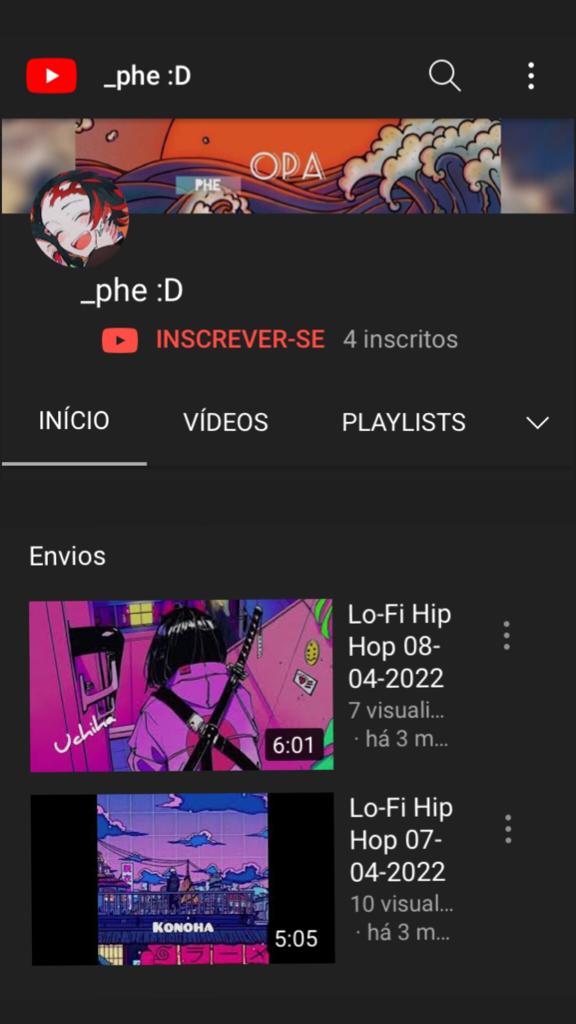 _phe :D
OPA
PHE
_phe :D
INSCREVER-SE 4 inscritos
INÍCIO VÍDEOS PLAYLISTS
Envios
Lo-Fi Hip
Hop 08-
04-2022
7 visuali...
· há 3 m...
Uchiha
6:01
Lo-Fi Hip
Hop 07-
04-2022
10 visual...
· há 3 m...
KONOHA
5:05